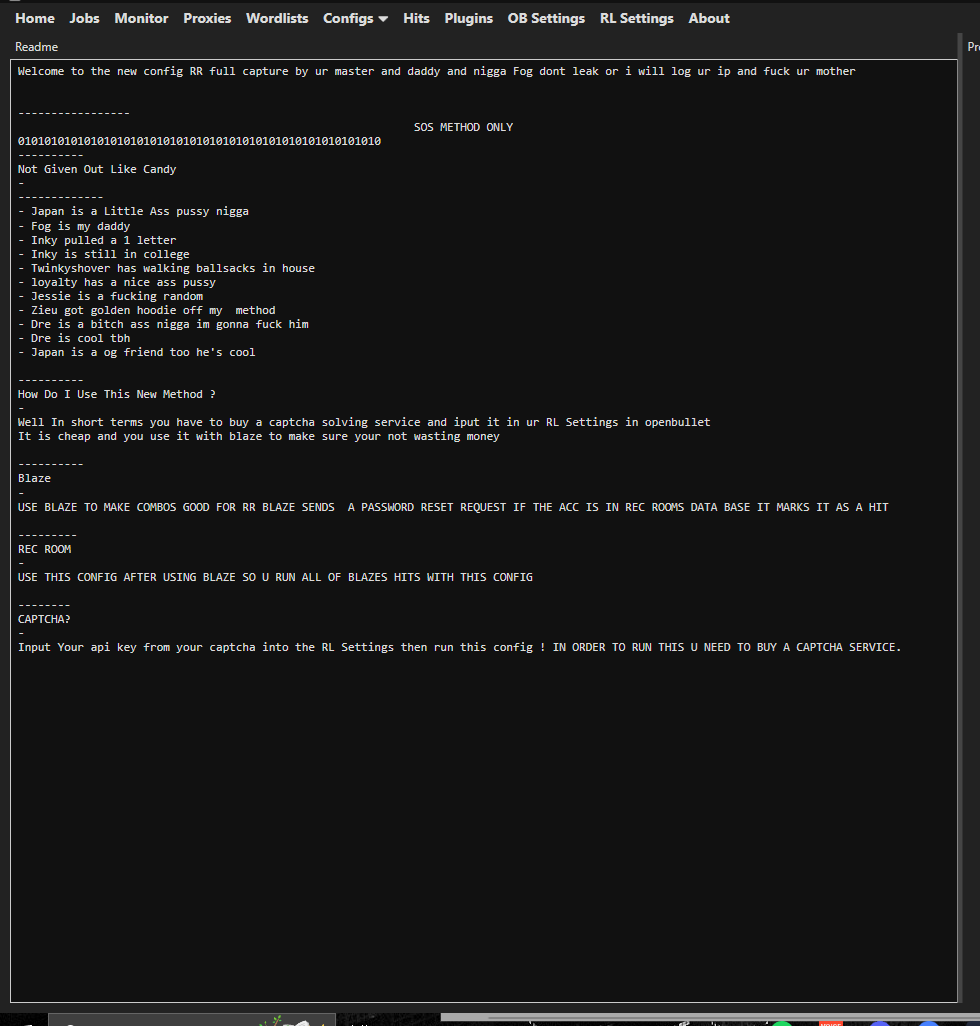 Home Jobs Monitor Proxies Wordlists Configs Hits Plugins OB Settings RL Settings About
Readme
Welcome to the new config RR full capture by ur master and daddy and nigga Fog dont leak or i will log ur ip and fuck ur mother
-----------------
SOS METHOD ONLY
0101010101010101010101010101010101010101010101010101010
----------
Not Given Out Like Candy
-
-------------
- Japan is a Little Ass pussy nigga
- Fog is my daddy
- Inky pulled a 1 letter
- Inky is still in college
- Twinkyshover has walking ballsacks in house
- loyalty has a nice ass pussy
- Jessie is a fucking random
- Zieu got golden hoodie off my  method
- Dre is a bitch ass nigga im gonna fuck him
- Dre is cool tbh
- Japan is a og friend too he's cool
----------
How Do I Use This New Method ?
-
Well In short terms you have to buy a captcha solving service and iput it in ur RL Settings in openbullet
It is cheap and you use it with blaze to make sure your not wasting money
----------
Blaze
-
USE BLAZE TO MAKE COMBOS GOOD FOR RR BLAZE SENDS  A PASSWORD RESET REQUEST IF THE ACC IS IN REC ROOMS DATA BASE IT MARKS IT AS A HIT
---------
REC ROOM
-
USE THIS CONFIG AFTER USING BLAZE SO U RUN ALL OF BLAZES HITS WITH THIS CONFIG
--------
CAPTCHA?
-
Input Your api key from your captcha into the RL Settings then run this config ! IN ORDER TO RUN THIS U NEED TO BUY A CAPTCHA SERVICE.